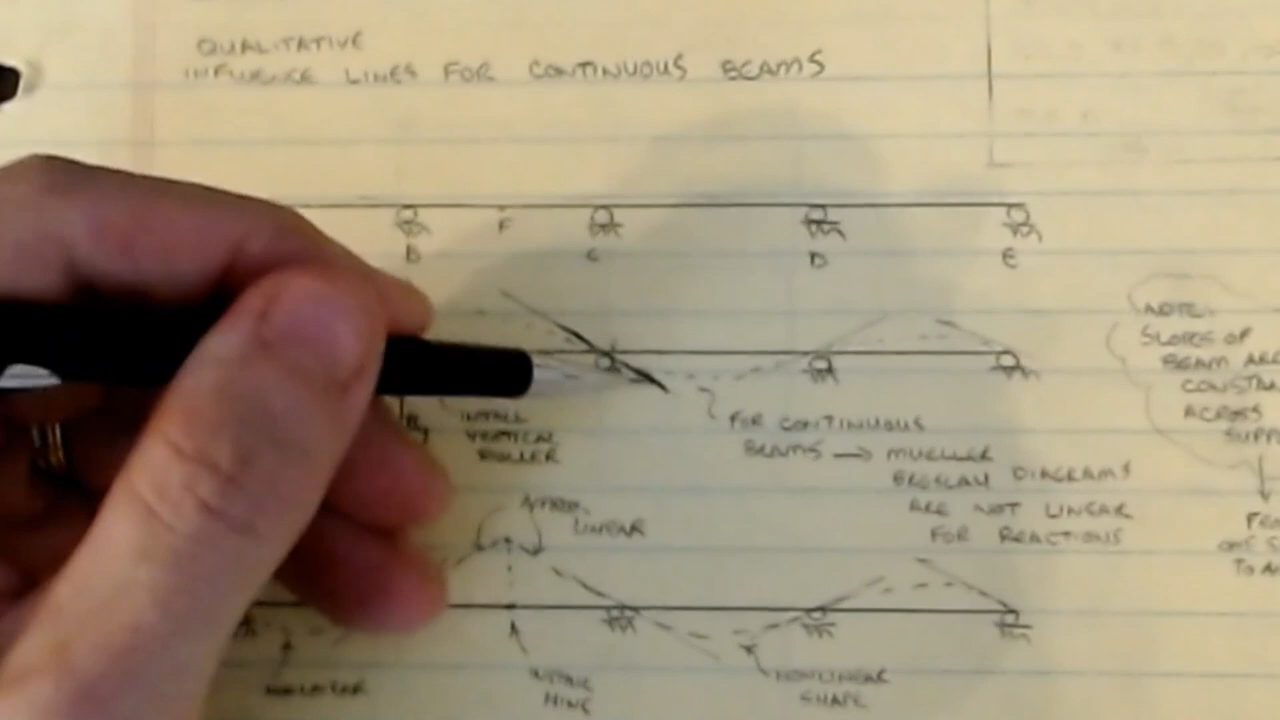 QUALITATIVE
INFLUENCE LINES FOR CONTINUOUS BEAMS
B F C D E
NOTE:
SLOPES OF
BEAM ARE
ACROSS
INSTALL
VERTICAL
ROLLER
FOR CONTINUOUS
BEAMS → MUELLER
BRESLAU DIAGRAMS
ARE NOT LINEAR
FOR REACTIONS
APPROX.
LINEAR
NONLINEAR
INSTALL
HINGE
NONLINEAR
SHAPE